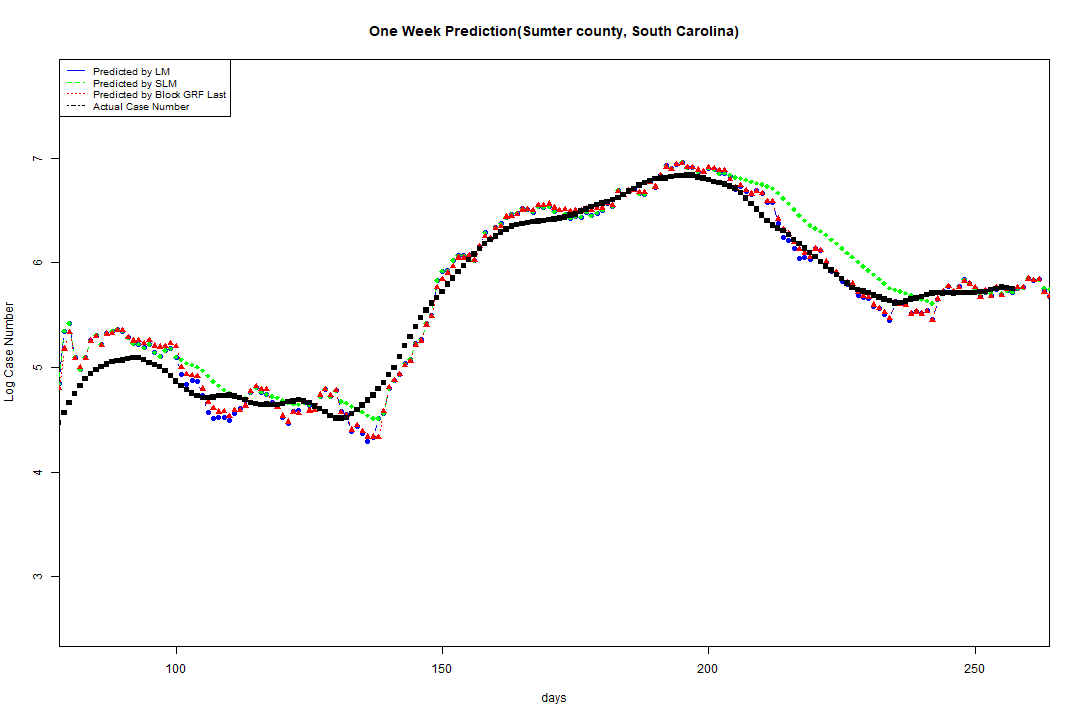 One Week Prediction(Sumter county, South Carolina)
Predicted by LM
Predicted by SLM
Predicted by Block GRF Last
Actual Case Number
Log Case Number
7
6
5
4
3
100 150 200 250
days